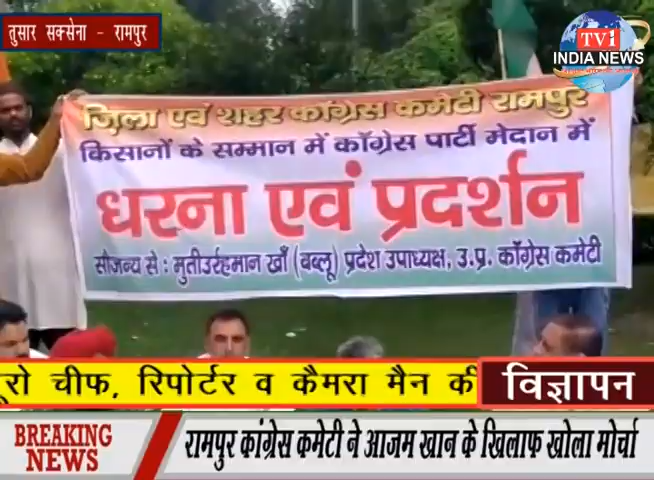 तुसार सक्सेना - रामपुर
TV1
INDIA NEWS
ज़िला एवं शहर कांग्रेस कमेटी रामपुर
किसानों के सम्मान में काँग्रेस पार्टी मेदान में
धरना एवं प्रदर्शन
सौजन्य से : मुतीउर्रहमान खाँ (बब्लू) प्रदेश उपाध्यक्ष, उ.प्र. काँग्रेस कमेटी
चीफ, रिपोर्टर व कैमरा मैन की
विज्ञापन
BREAKING
NEWS
रामपुर कांग्रेस कमेटी ने आजम खान के खिलाफ खोला मोर्चा